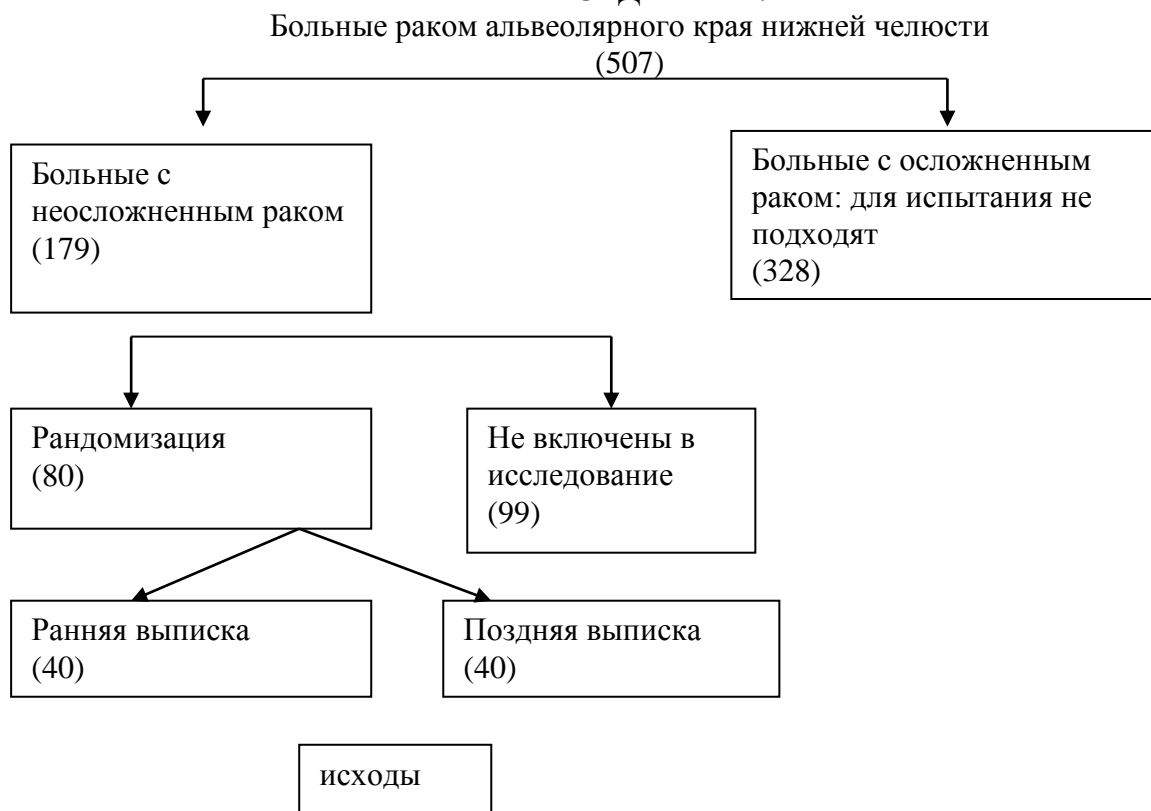 Больные раком альвеолярного края нижней челюсти
(507)
Больные с
неосложненным раком
(179)
Больные с осложненным
раком: для испытания не
подходят
(328)
Рандомизация
(80)
Не включены в
исследование
(99)
Ранняя выписка
(40)
Поздняя выписка
(40)
исходы